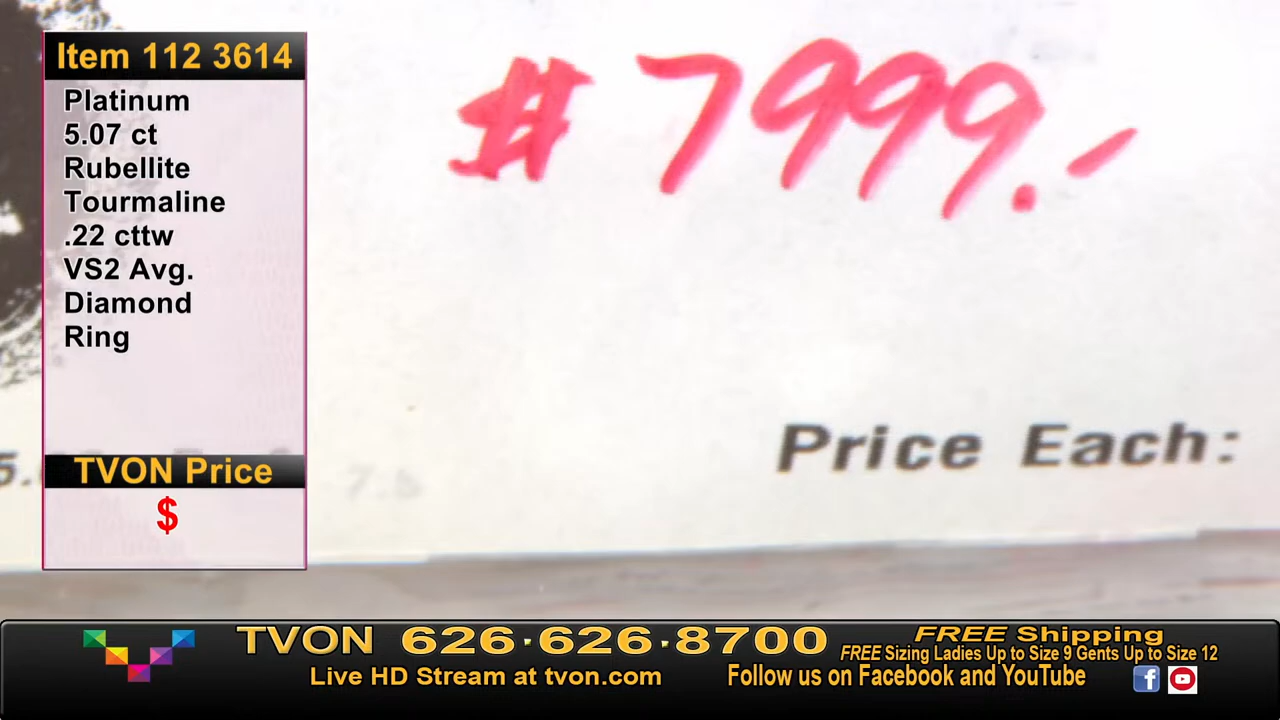 Item 112 3614
Platinum
5.07 ct
Rubellite
Tourmaline
.22 cttw
VS2 Avg.
Diamond
Ring
TVON Price
$
# 7999.-
Price Each:
TVON 626·626·8700
Live HD Stream at tvon.com
FREE Shipping
FREE Sizing Ladies Up to Size 9 Gents Up to Size 12
Follow us on Facebook and YouTube